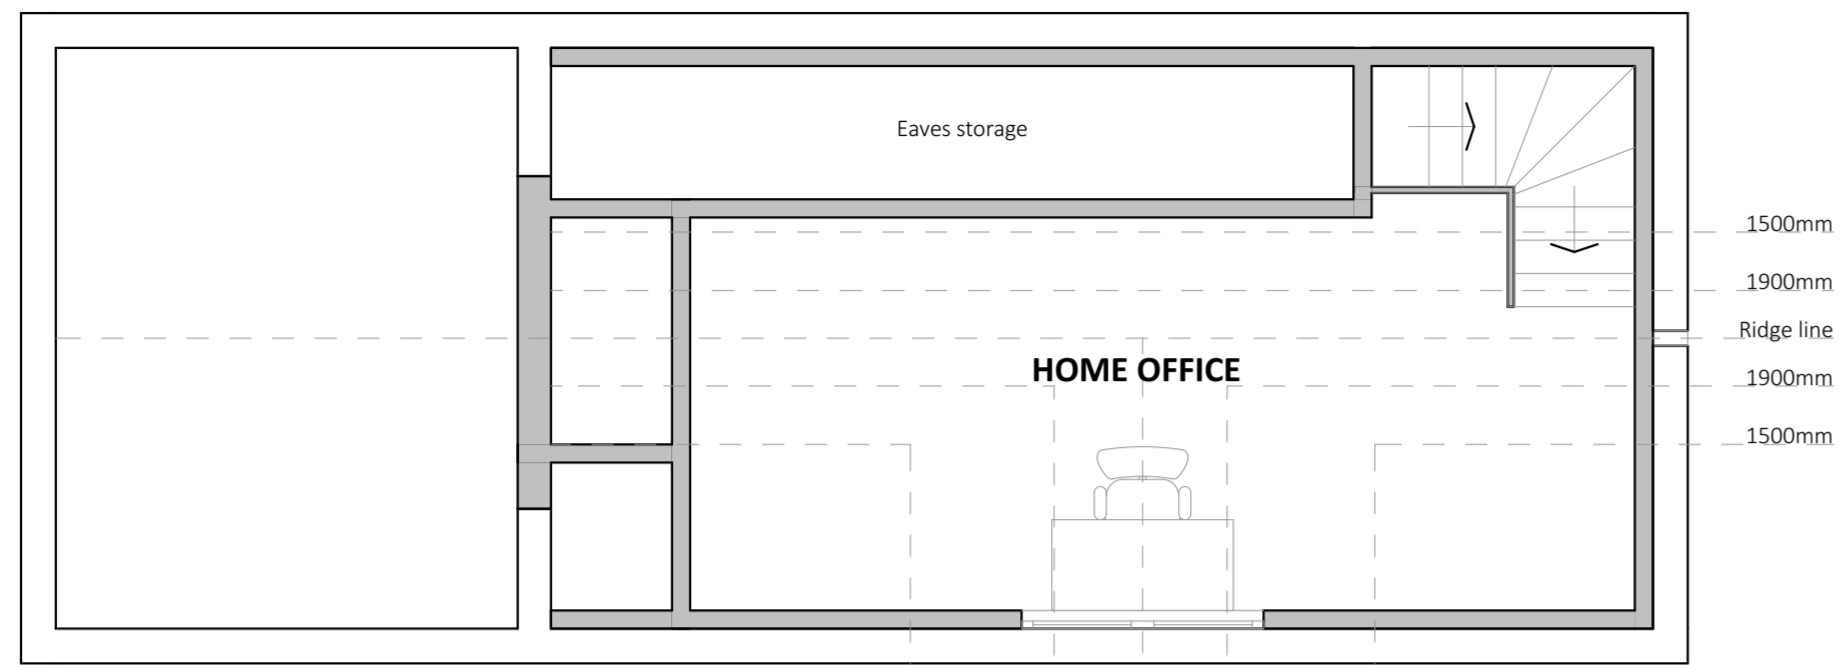 Eaves storage
1500mm
1900mm
Ridge line
HOME OFFICE
1900mm
1500mm